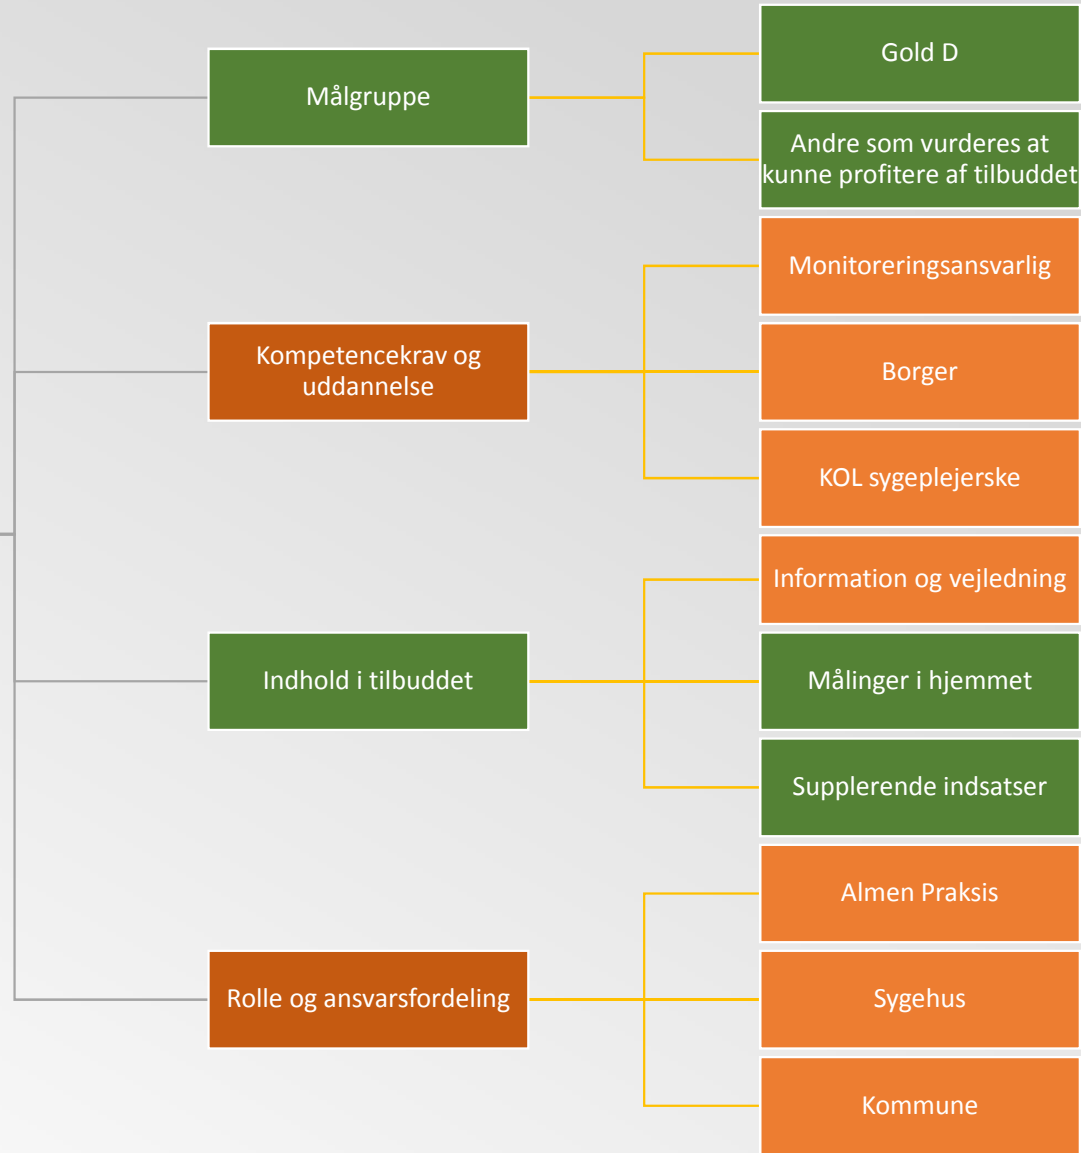 Målgruppe
Gold D
Andre som vurderes at
kunne profitere af tilbuddet
Kompetencekrav og
uddannelse
Monitoreringsansvarlig
Borger
KOL sygeplejerske
Indhold i tilbuddet
Information og vejledning
Målinger i hjemmet
Supplerende indsatser
Rolle og ansvarsfordeling
Almen Praksis
Sygehus
Kommune